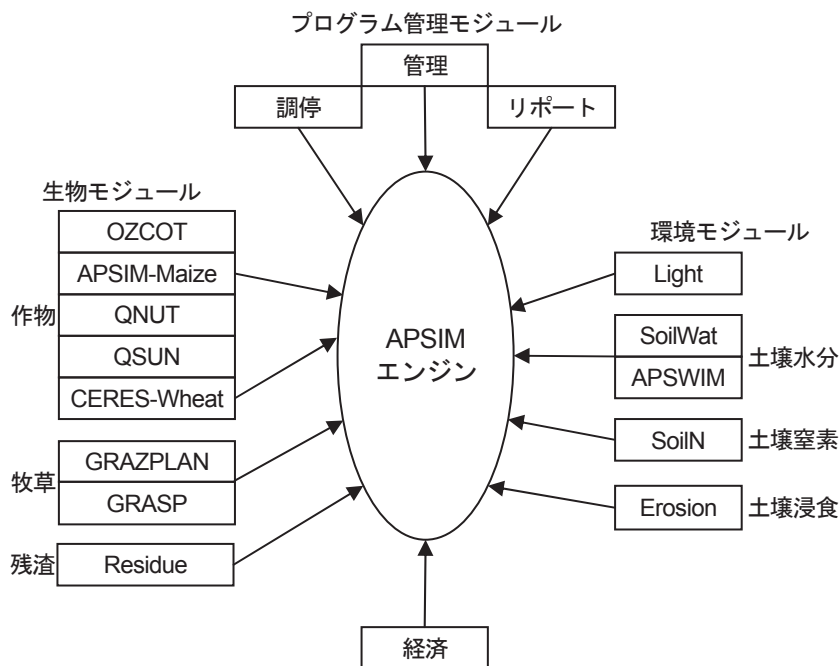 プログラム管理モジュール
管理
調停
リポート
生物モジュール
OZCOT
APSIM-Maize
作物
QNUT
QSUN
CERES-Wheat
牧草
GRAZPLAN
GRASP
残渣
Residue
APSIM
エンジン
環境モジュール
Light
SoilWat
土壌水分
APSWIM
SoilN
土壌窒素
Erosion
土壌浸食
経済